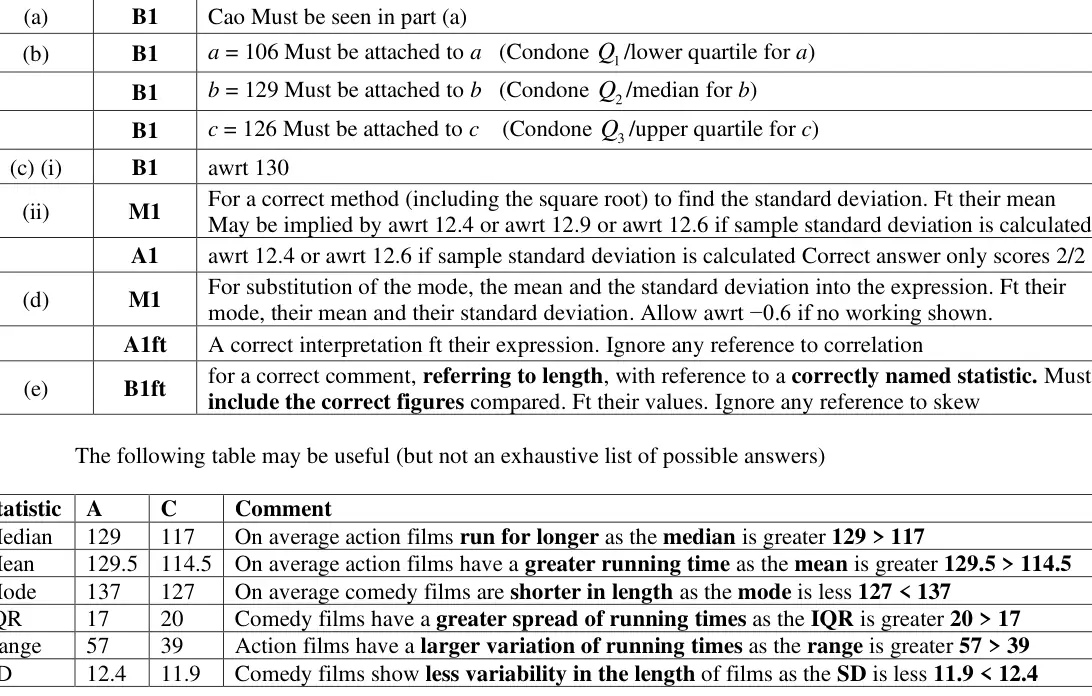 (a) B1 Cao Must be seen in part (a)
(b) B1 a = 106 Must be attached to a (Condone Q₁/lower quartile for a)
B1 b = 129 Must be attached to b (Condone Q₂/median for b)
B1 c = 126 Must be attached to c (Condone Q₃/upper quartile for c)
(c) (i) B1 awrt 130
(ii) M1 For a correct method (including the square root) to find the standard deviation. Ft their mean
May be implied by awrt 12.4 or awrt 12.9 or awrt 12.6 if sample standard deviation is calculated
A1 awrt 12.4 or awrt 12.6 if sample standard deviation is calculated Correct answer only scores 2/2
(d) M1 For substitution of the mode, the mean and the standard deviation into the expression. Ft their
mode, their mean and their standard deviation. Allow awrt −0.6 if no working shown.
A1ft A correct interpretation ft their expression. Ignore any reference to correlation
(e) B1ft for a correct comment, referring to length, with reference to a correctly named statistic. Must
include the correct figures compared. Ft their values. Ignore any reference to skew
The following table may be useful (but not an exhaustive list of possible answers)
tatistic A C Comment
Median 129 117 On average action films run for longer as the median is greater 129 > 117
ean 129.5 114.5 On average action films have a greater running time as the mean is greater 129.5 > 114.5
ode 137 127 On average comedy films are shorter in length as the mode is less 127 < 137
QR 17 20 Comedy films have a greater spread of running times as the IQR is greater 20 > 17
ange 57 39 Action films have a larger variation of running times as the range is greater 57 > 39
D 12.4 11.9 Comedy films show less variability in the length of films as the SD is less 11.9 < 12.4